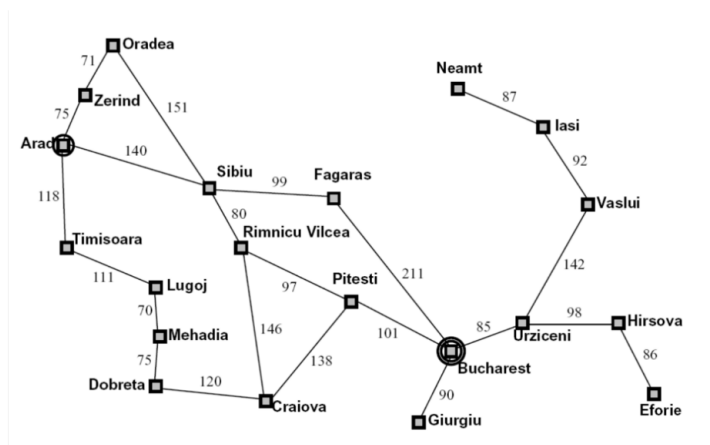 Oradea
71
Neamt
87
Zerind
75
151
Iasi
Arad
140
92
Sibiu
Fagaras
99
118
Vaslui
80
Timisoara
Rimnicu Vilcea
142
111
Lugoj
97
Pitesti
211
70
Mehadia
146
101
85
98
Hirsova
Urziceni
75
138
86
Bucharest
Dobreta
120
90
Craiova
Giurgiu
Eforie